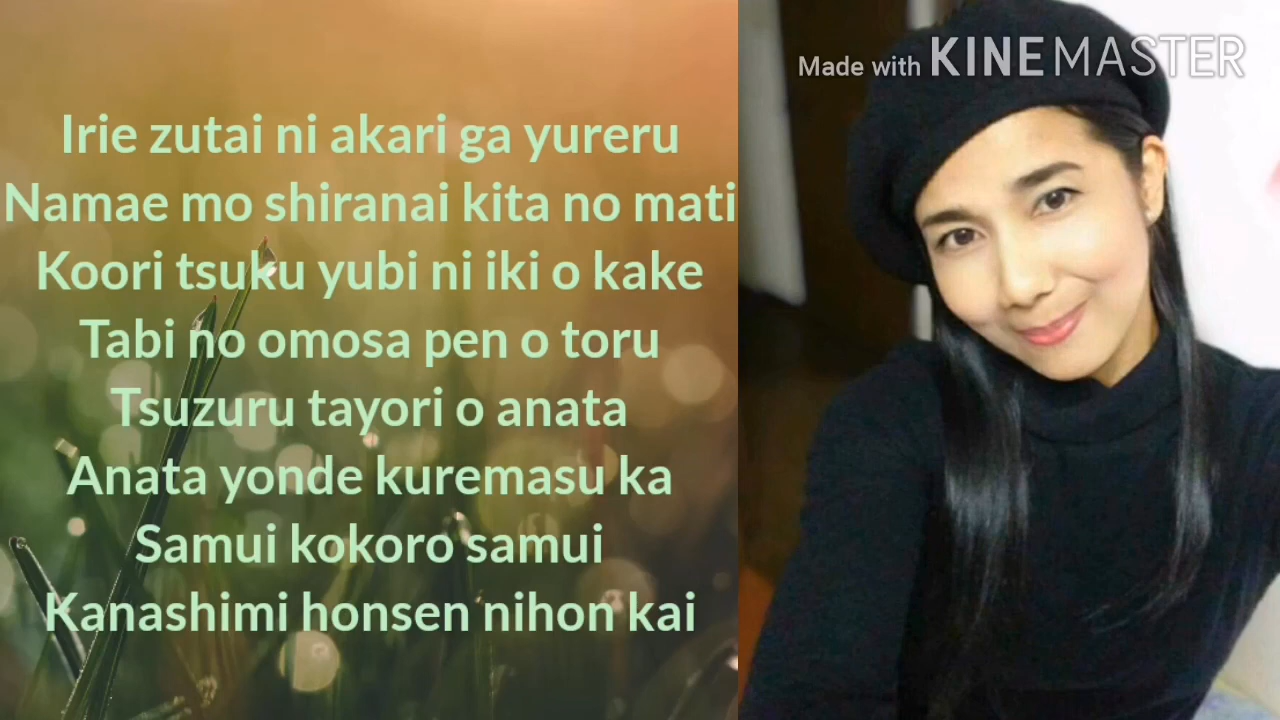 Made with KINEMASTER
Irie zutai ni akari ga yureru
Namae mo shiranai kita no mati
Koori tsuku yubi ni iki o kake
Tabi no omosa pen o toru
Tsuzuru tayori o anata
Anata yonde kuremasu ka
Samui kokoro samui
Kanashimi honsen nihon kai